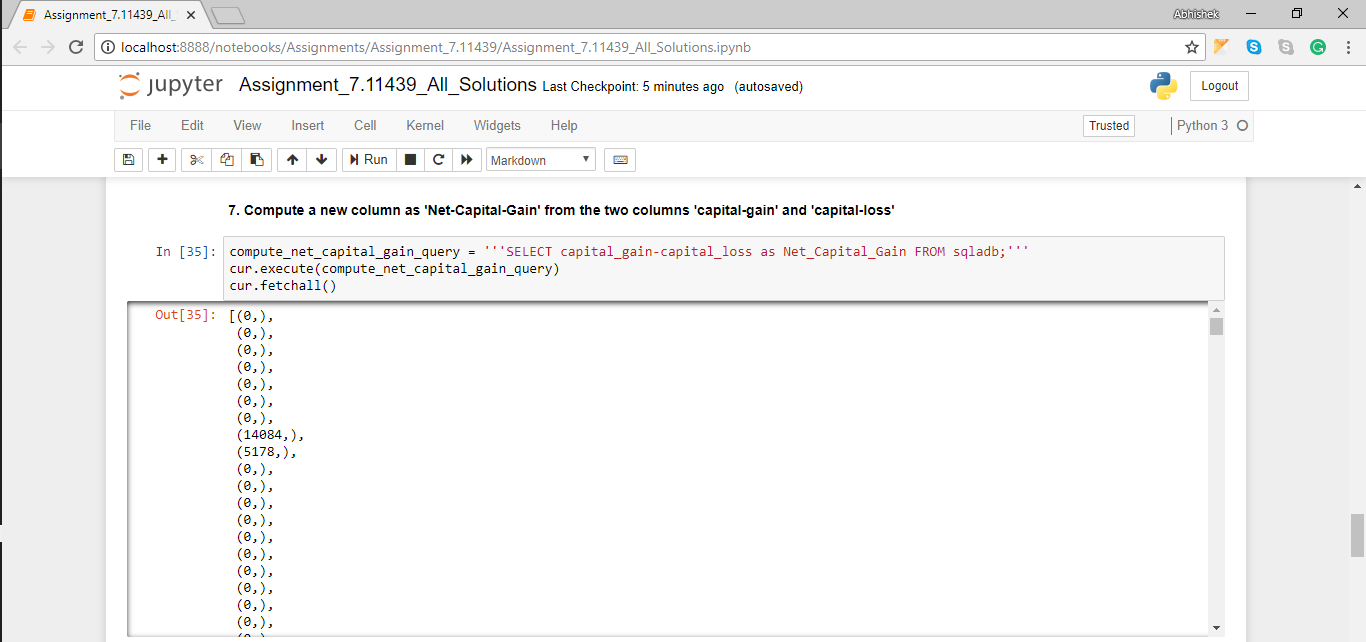 Assignment_7.11439_All_
Abhishek
localhost:8888/notebooks/Assignments/Assignment_7.11439/Assignment_7.11439_All_Solutions.ipynb
jupyter Assignment_7.11439_All_Solutions Last Checkpoint: 5 minutes ago (autosaved)
Logout
File Edit View Insert Cell Kernel Widgets Help
Trusted
Python 3
Run
Markdown
7. Compute a new column as 'Net-Capital-Gain' from the two columns 'capital-gain' and 'capital-loss'
In [35]: compute_net_capital_gain_query = '''SELECT capital_gain-capital_loss as Net_Capital_Gain FROM sqladb;'''
cur.execute(compute_net_capital_gain_query)
cur.fetchall()
Out[35]: [(0,),
(0,),
(0,),
(0,),
(0,),
(0,),
(0,),
(14084,),
(5178,),
(0,),
(0,),
(0,),
(0,),
(0,),
(0,),
(0,),
(0,),
(0,),
(0,),